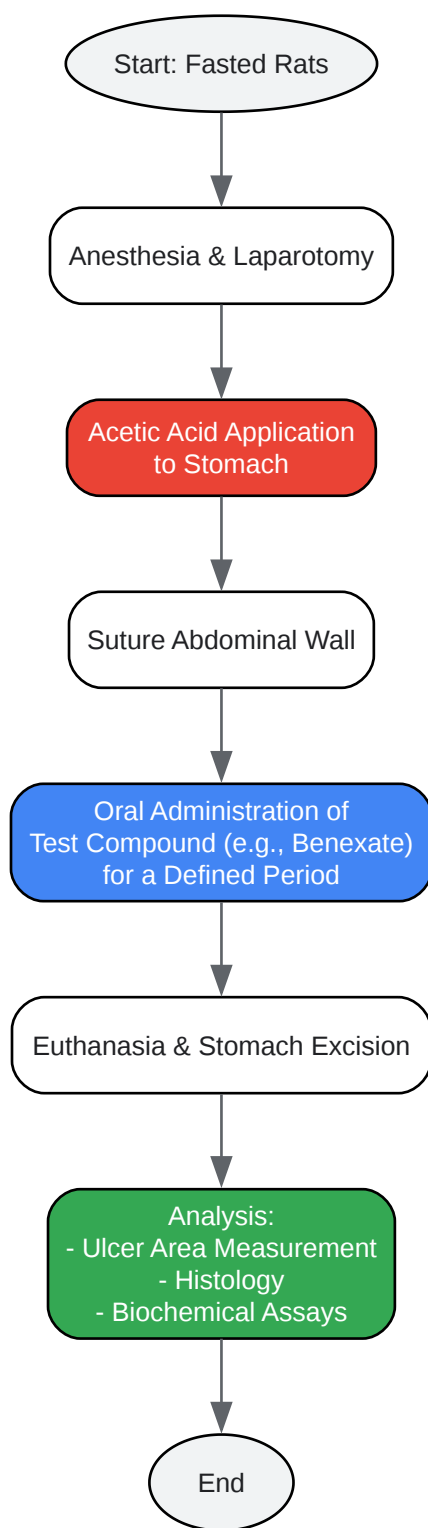 Start: Fasted Rats
Anesthesia & Laparotomy
Acetic Acid Application
to Stomach
Suture Abdominal Wall
Oral Administration of
Test Compound (e.g., Benexate)
for a Defined Period
Euthanasia & Stomach Excision
Analysis:
- Ulcer Area Measurement
- Histology
- Biochemical Assays
End